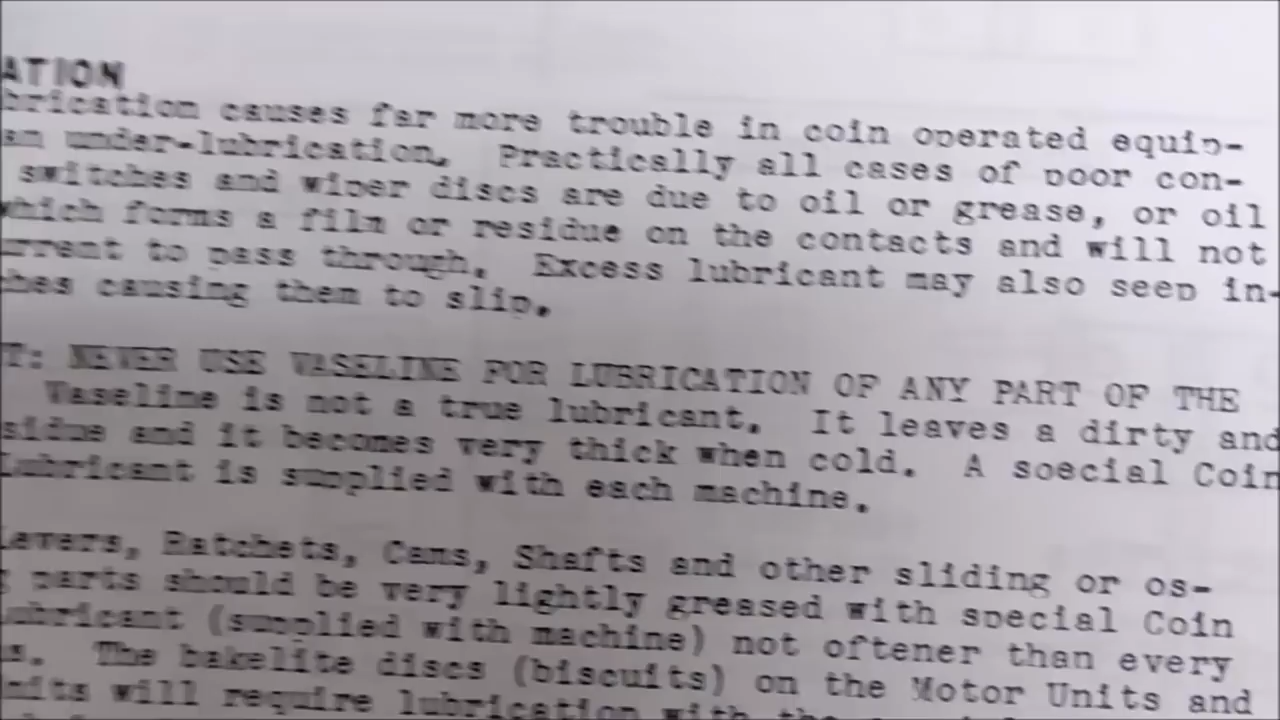 ATION
brication causes far more trouble in coin operated equip-
an under-lubrication. Practically all cases of poor con-
switches and wiper discs are due to oil or grease, or oil
which forms a film or residue on the contacts and will not
rrent to pass through. Excess lubricant may also seep in-
ches causing them to slip.
T: NEVER USE VASELINE FOR LUBRICATION OF ANY PART OF THE
Vaseline is not a true lubricant. It leaves a dirty and
sidue and it becomes very thick when cold. A special Coin
Lubricant is supplied with each machine.
Levers, Ratchets, Cams, Shafts and other sliding or os-
g parts should be very lightly greased with special Coin
Lubricant (supplied with machine) not oftener than every
s. The bakelite discs (biscuits) on the Motor Units and
nits will require lubrication with the